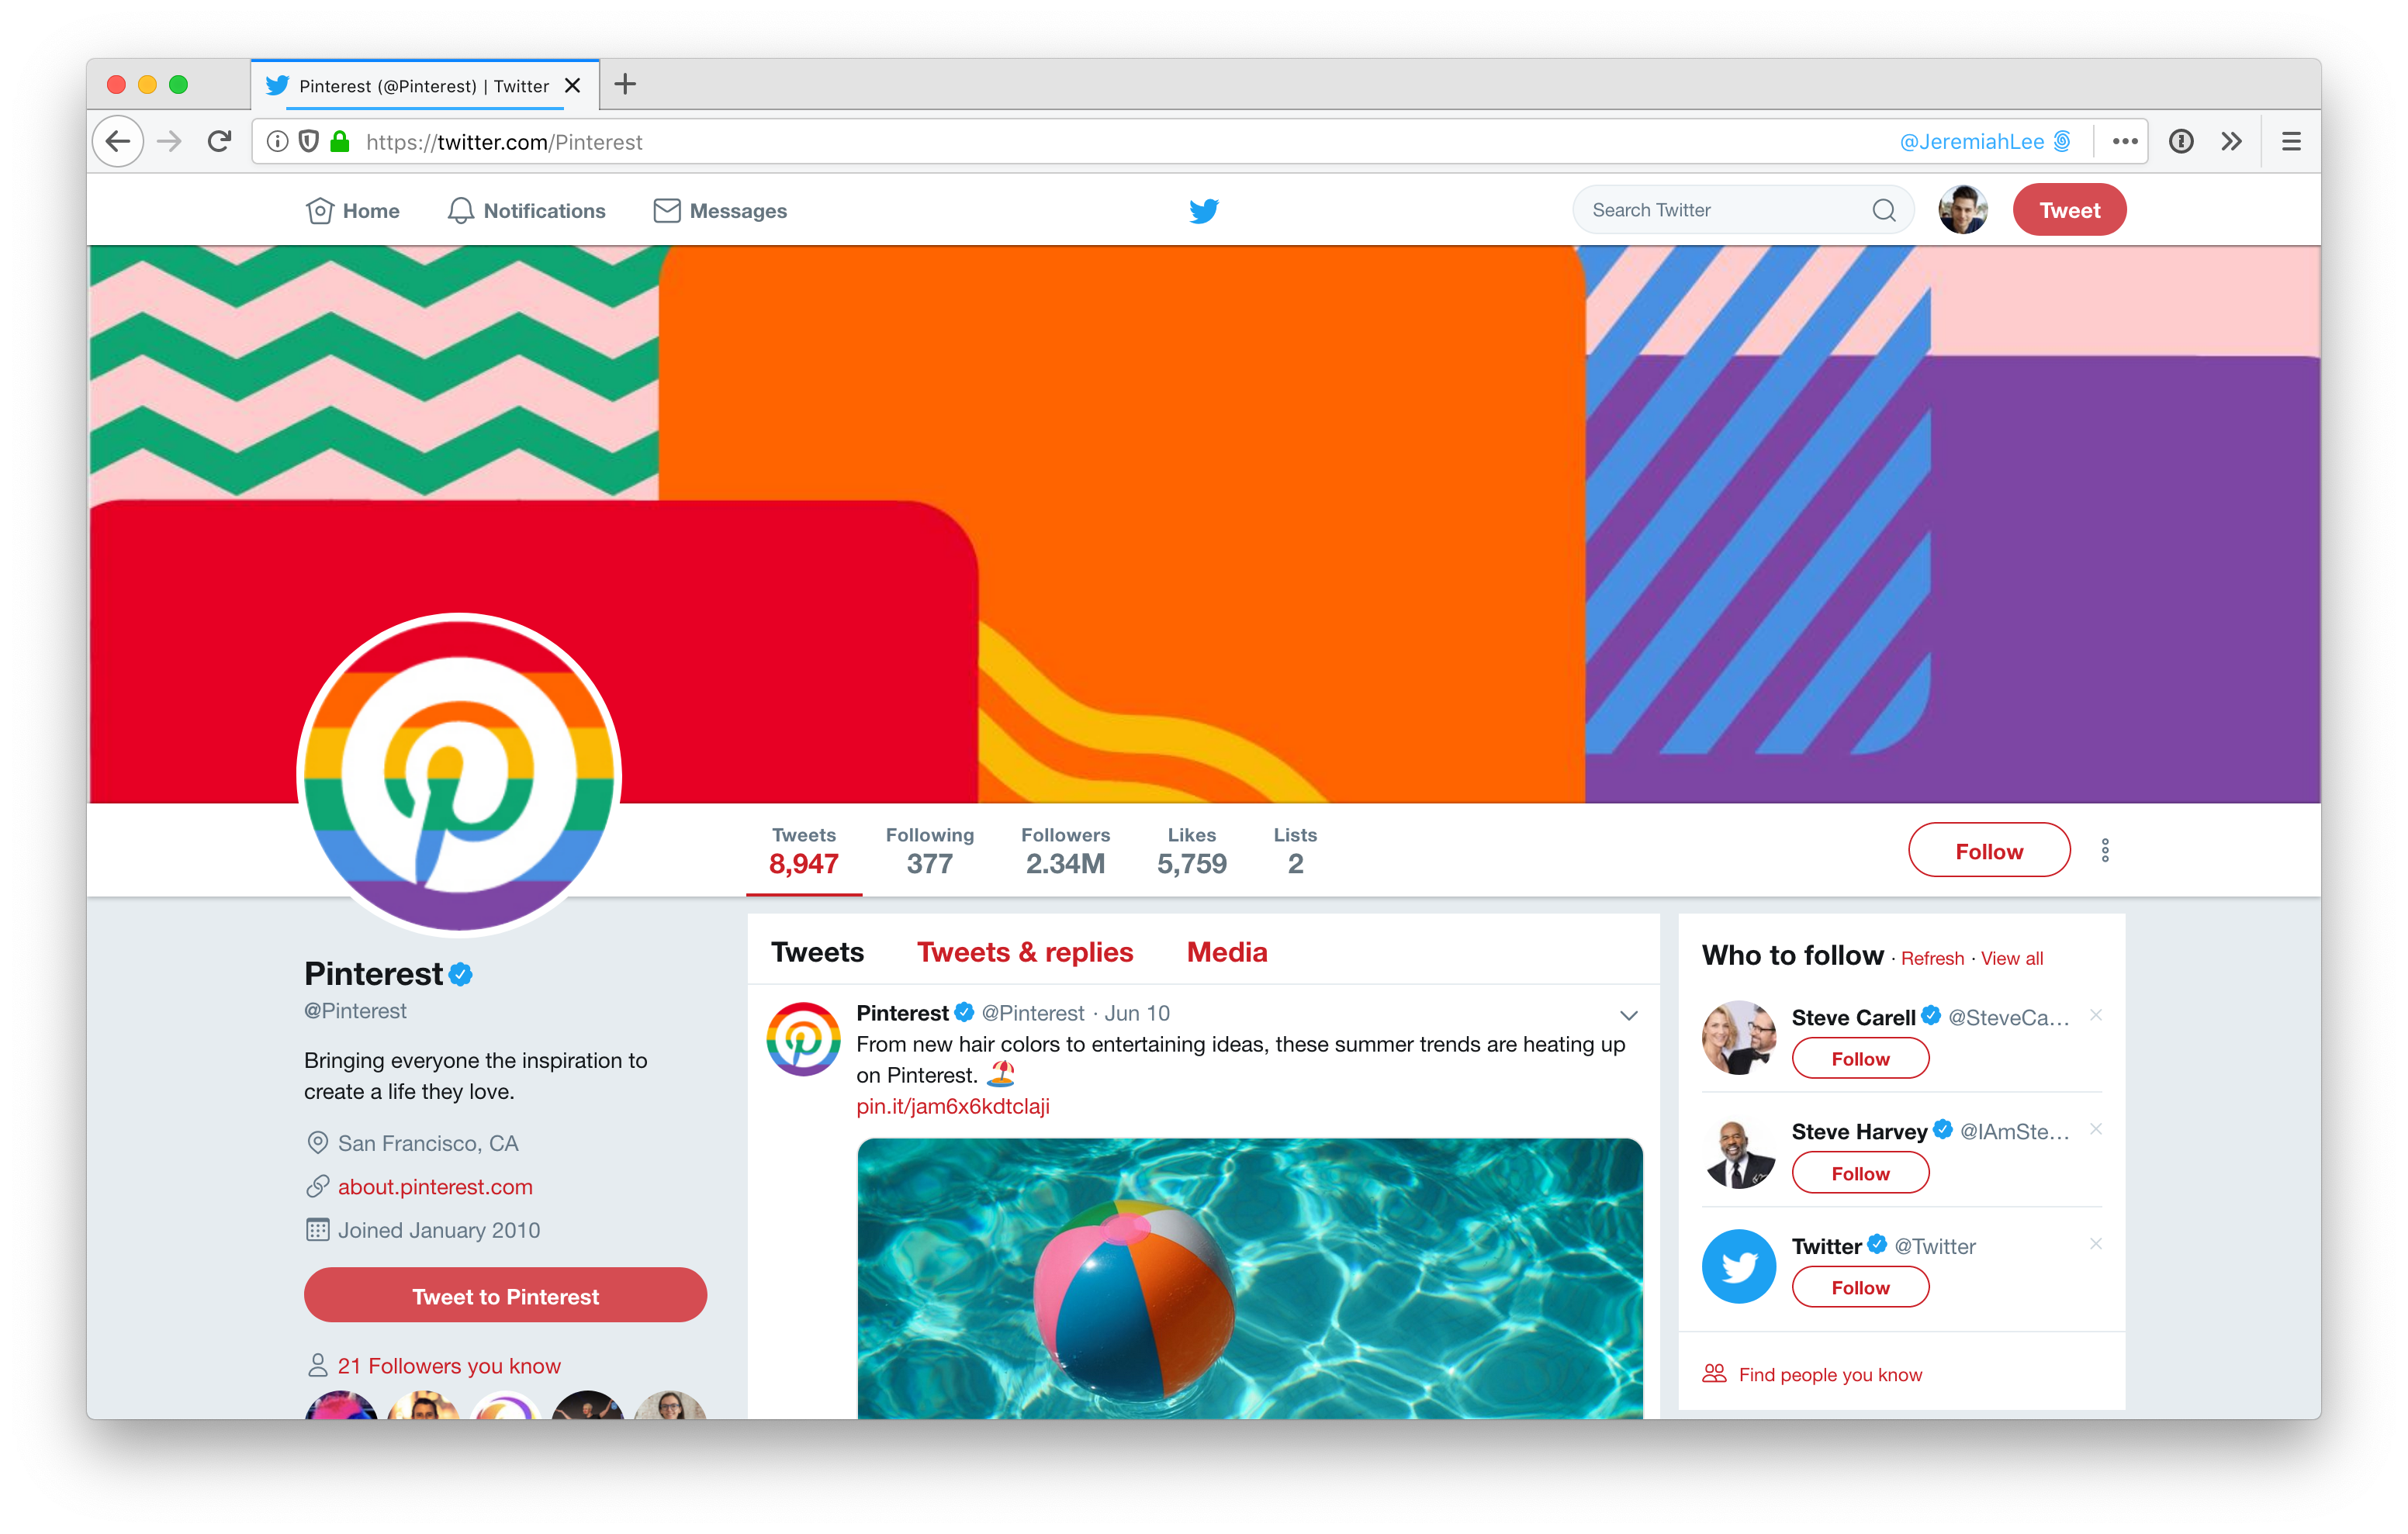 Pinterest (@Pinterest) | Twitter
https://twitter.com/Pinterest
@JeremiahLee
Home
Notifications
Messages
Search Twitter
Tweet
Tweets
8,947
Following
377
Followers
2.34M
Likes
5,759
Lists
2
Follow
Pinterest
@Pinterest
Bringing everyone the inspiration to
create a life they love.
San Francisco, CA
about.pinterest.com
Joined January 2010
Tweet to Pinterest
21 Followers you know
Tweets
Tweets & replies
Media
Pinterest @Pinterest · Jun 10
From new hair colors to entertaining ideas, these summer trends are heating up
on Pinterest. 🏖️
pin.it/jam6x6kdtclaji
Who to follow · Refresh · View all
Steve Carell @SteveCa…
Follow
Steve Harvey @IAmSte…
Follow
Twitter @Twitter
Follow
Find people you know